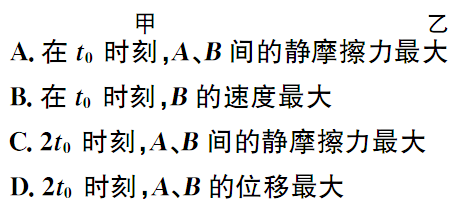 甲 乙
A. 在 t₀ 时刻,A、B 间的静摩擦力最大
B. 在 t₀ 时刻,B 的速度最大
C. 2t₀ 时刻,A、B 间的静摩擦力最大
D. 2t₀ 时刻,A、B 的位移最大